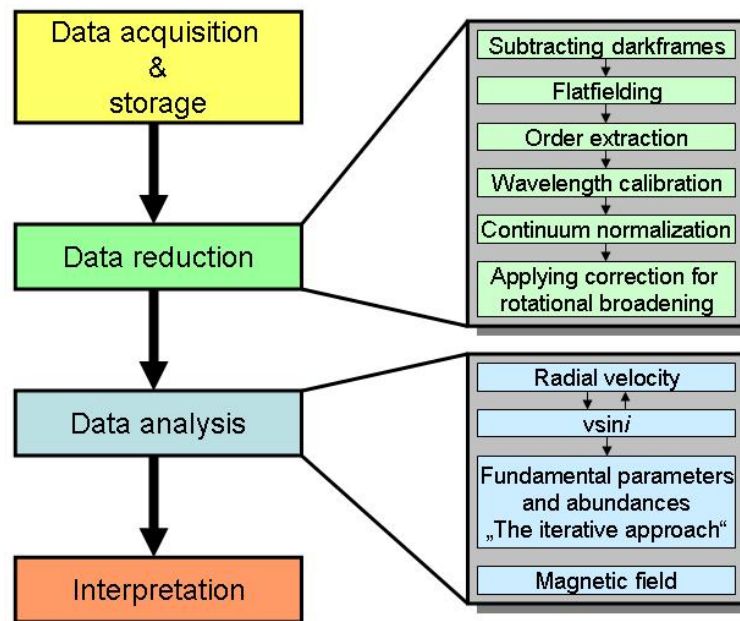 Data acquisition
&
storage
Data reduction
Data analysis
Interpretation
Subtracting darkframes
Flatfielding
Order extraction
Wavelength calibration
Continuum normalization
Applying correction for
rotational broadening
Radial velocity
vsini
Fundamental parameters
and abundances
„The iterative approach“
Magnetic field